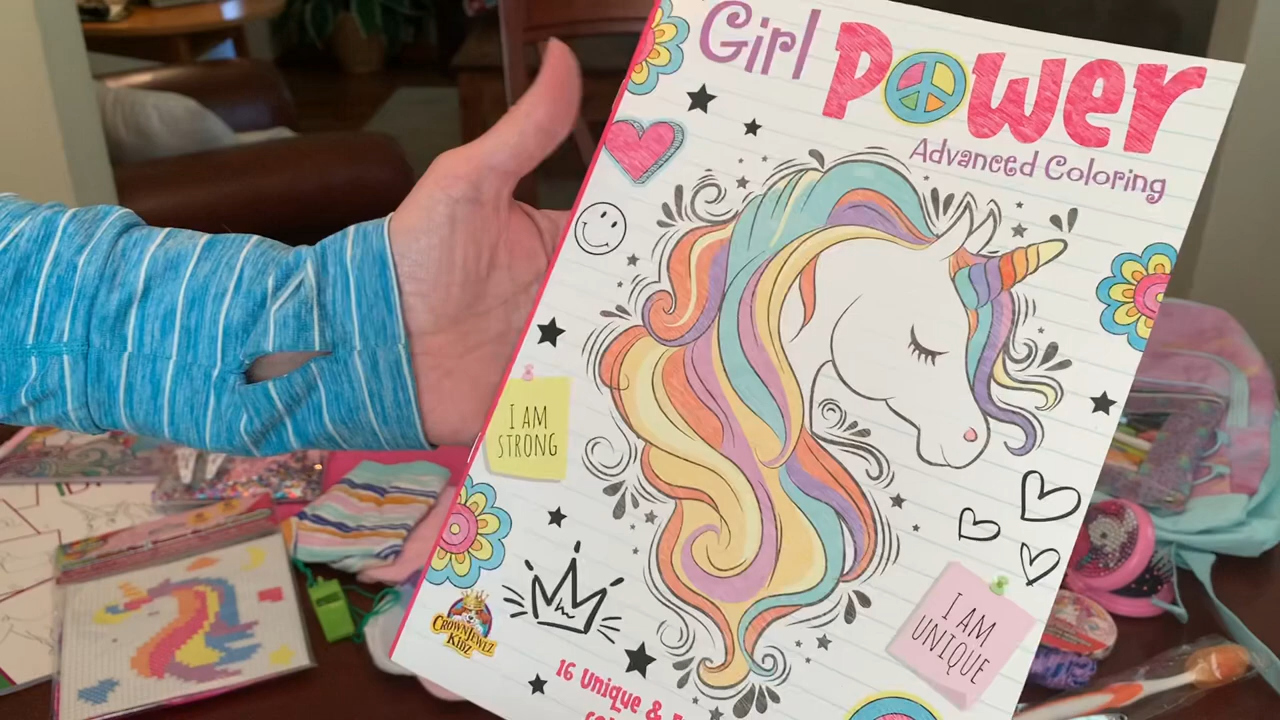 Girl
Power
Advanced Coloring
I AM
STRONG
I AM
UNIQUE
CROWNJEWLZ
KIDZ
16 Unique &